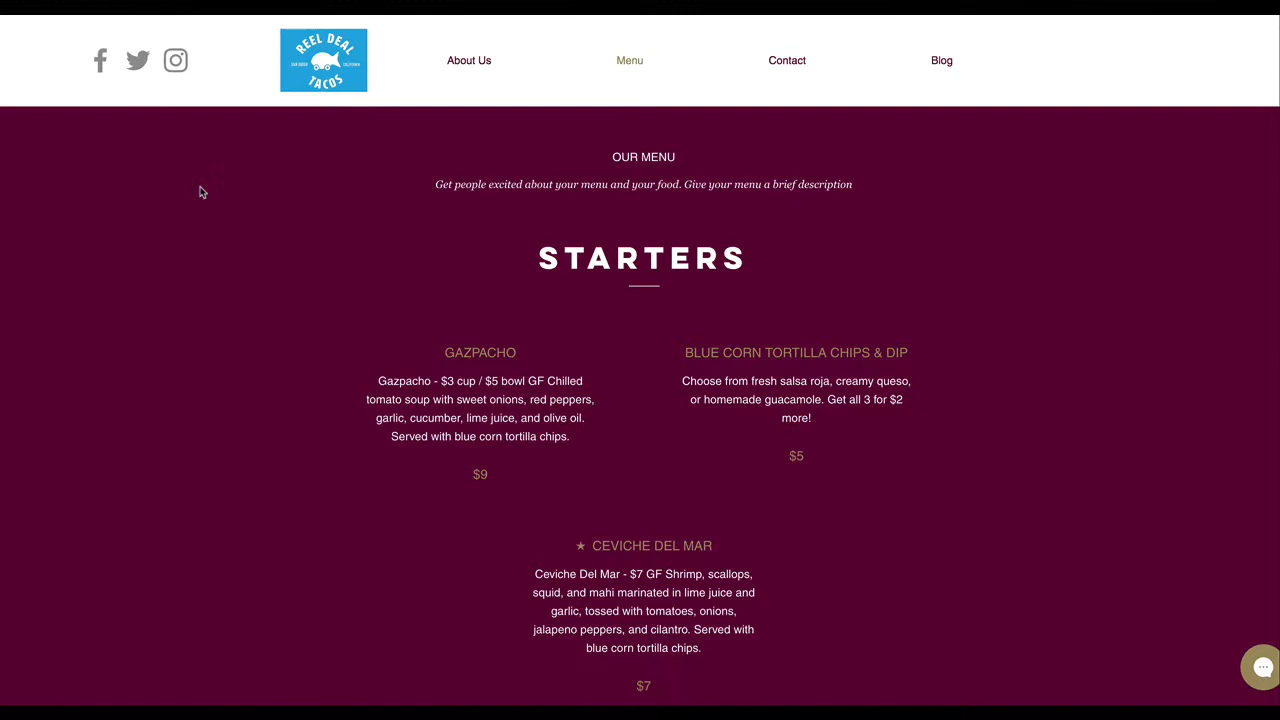 REEL DEAL
SAN DIEGO
CALIFORNIA
TACOS
About Us
Menu
Contact
Blog
OUR MENU
Get people excited about your menu and your food. Give your menu a brief description
STARTERS
GAZPACHO
Gazpacho - $3 cup / $5 bowl GF Chilled
tomato soup with sweet onions, red peppers,
garlic, cucumber, lime juice, and olive oil.
Served with blue corn tortilla chips.
$9
BLUE CORN TORTILLA CHIPS & DIP
Choose from fresh salsa roja, creamy queso,
or homemade guacamole. Get all 3 for $2
more!
$5
★ CEVICHE DEL MAR
Ceviche Del Mar - $7 GF Shrimp, scallops,
squid, and mahi marinated in lime juice and
garlic, tossed with tomatoes, onions,
jalapeno peppers, and cilantro. Served with
blue corn tortilla chips.
$7